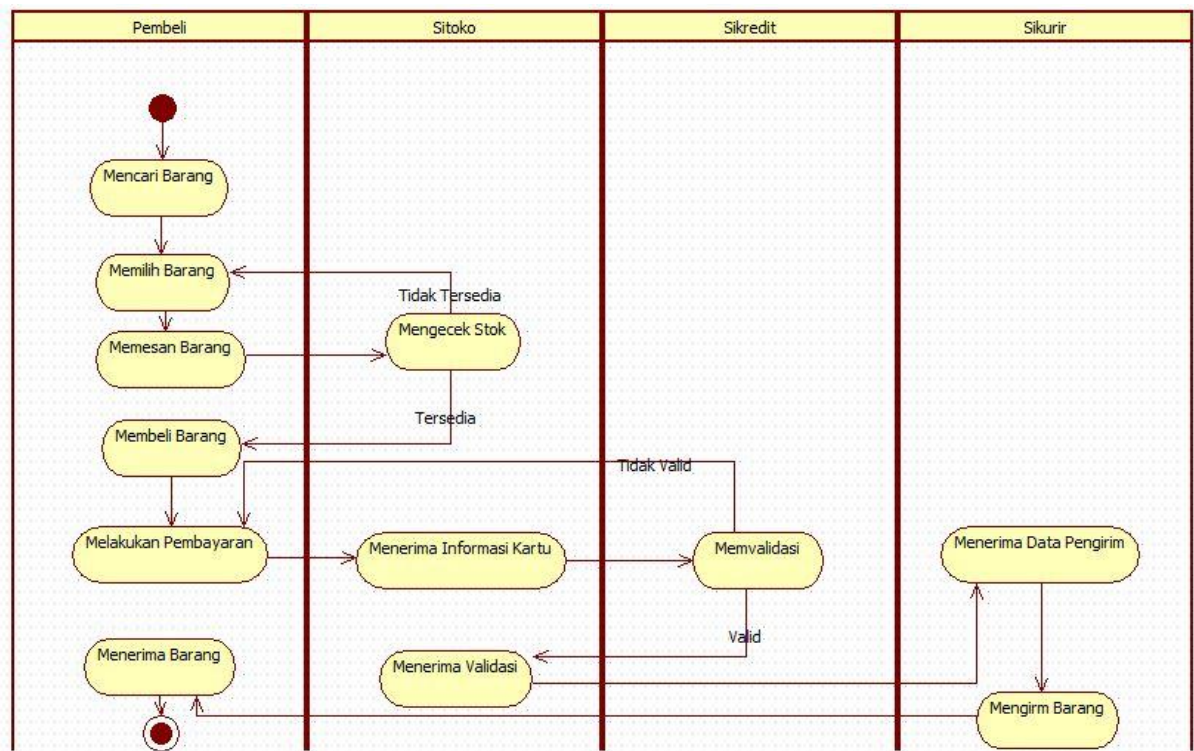 Pembeli
Sitoko
Sikredit
Sikurir
Mencari Barang
Memilih Barang
Tidak Tersedia
Mengecek Stok
Memesan Barang
Tersedia
Membeli Barang
Tidak Valid
Melakukan Pembayaran
Menerima Informasi Kartu
Memvalidasi
Menerima Data Pengirim
Valid
Menerima Barang
Menerima Validasi
Mengirm Barang